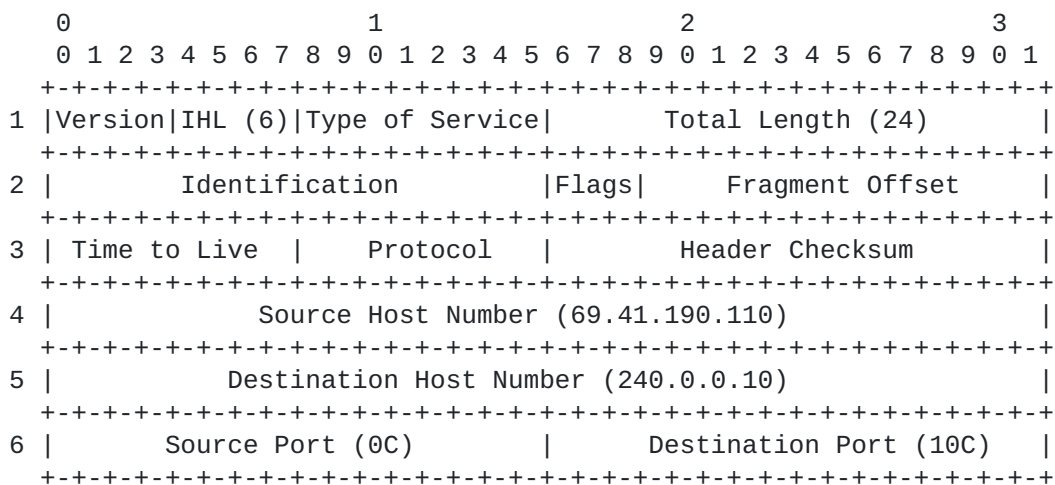 0                   1                   2                   3
0 1 2 3 4 5 6 7 8 9 0 1 2 3 4 5 6 7 8 9 0 1 2 3 4 5 6 7 8 9 0 1
+-+-+-+-+-+-+-+-+-+-+-+-+-+-+-+-+-+-+-+-+-+-+-+-+-+-+-+-+-+-+-+-+
1 |Version|IHL (6)|Type of Service|       Total Length (24)       |
+-+-+-+-+-+-+-+-+-+-+-+-+-+-+-+-+-+-+-+-+-+-+-+-+-+-+-+-+-+-+-+-+
2 |        Identification         |Flags|     Fragment Offset     |
+-+-+-+-+-+-+-+-+-+-+-+-+-+-+-+-+-+-+-+-+-+-+-+-+-+-+-+-+-+-+-+-+
3 | Time to Live  |    Protocol   |        Header Checksum        |
+-+-+-+-+-+-+-+-+-+-+-+-+-+-+-+-+-+-+-+-+-+-+-+-+-+-+-+-+-+-+-+-+
4 |             Source Host Number (69.41.190.110)                |
+-+-+-+-+-+-+-+-+-+-+-+-+-+-+-+-+-+-+-+-+-+-+-+-+-+-+-+-+-+-+-+-+
5 |           Destination Host Number (240.0.0.10)                |
+-+-+-+-+-+-+-+-+-+-+-+-+-+-+-+-+-+-+-+-+-+-+-+-+-+-+-+-+-+-+-+-+
6 |       Source Port (0C)        |      Destination Port (10C)   |
+-+-+-+-+-+-+-+-+-+-+-+-+-+-+-+-+-+-+-+-+-+-+-+-+-+-+-+-+-+-+-+-+